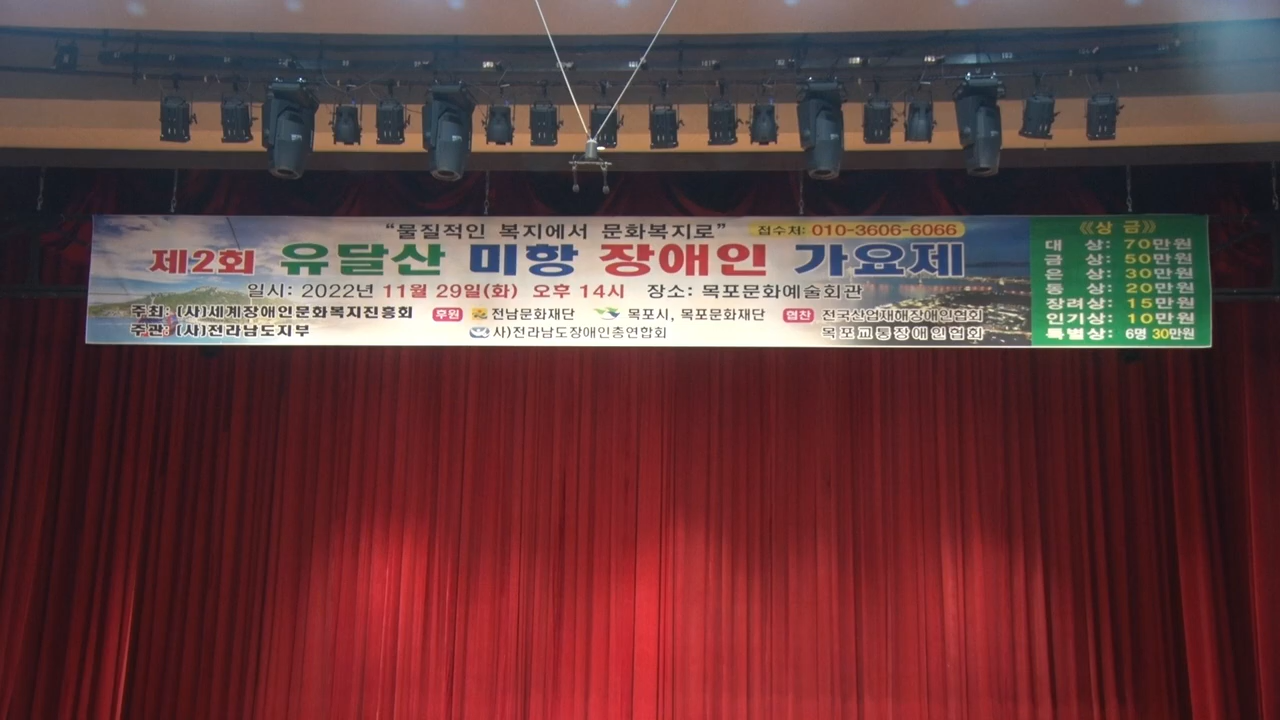 “물질적인 복지에서 문화복지로” 접수처: 010-3606-6066
제2회 유달산 미항 장애인 가요제
일시: 2022년 11월 29일(화) 오후 14시 장소: 목포문화예술회관
주최: (사)세계장애인문화복지진흥회 후원 전남문화재단 목포시, 목포문화재단 협찬 전국산업재해장애인협회
주관: (사)전라남도지부 사)전라남도장애인총연합회 목포교통장애인협회
《상 금》
대 상: 70만원
금 상: 50만원
은 상: 30만원
동 상: 20만원
장려상: 15만원
인기상: 10만원
특별상: 6명 30만원